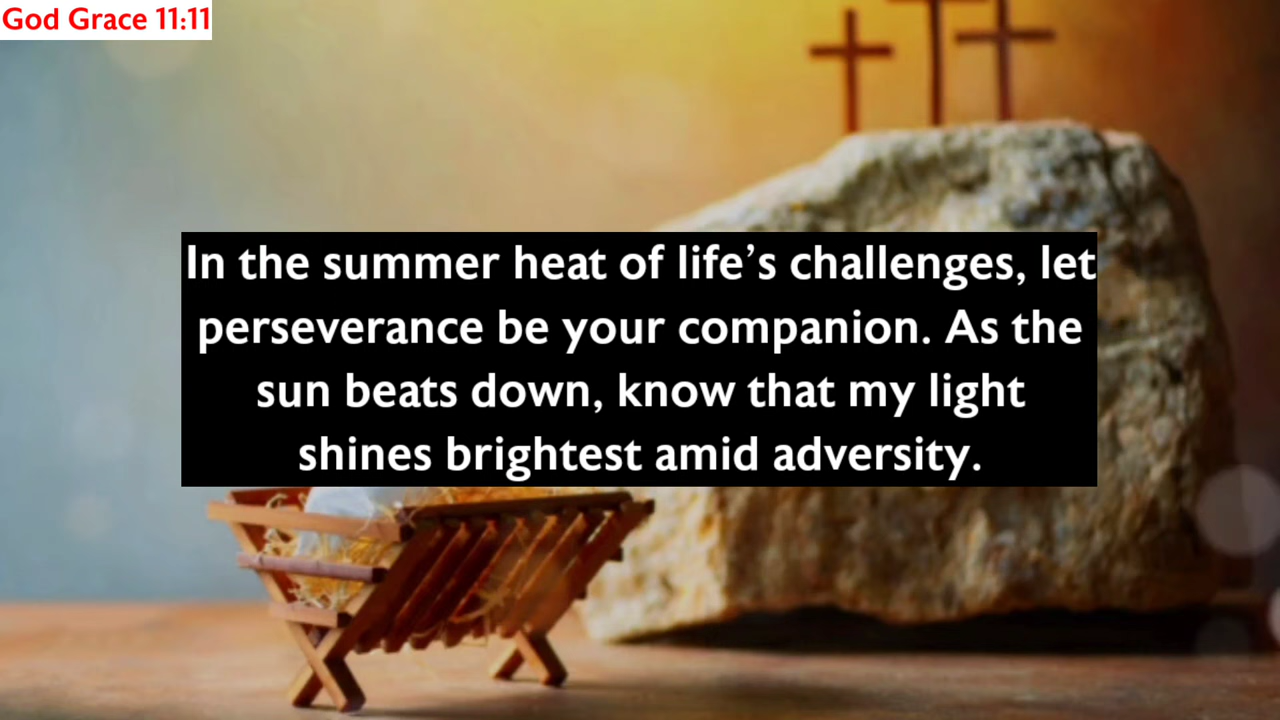 God Grace 11:11
In the summer heat of life’s challenges, let
perseverance be your companion. As the
sun beats down, know that my light
shines brightest amid adversity.